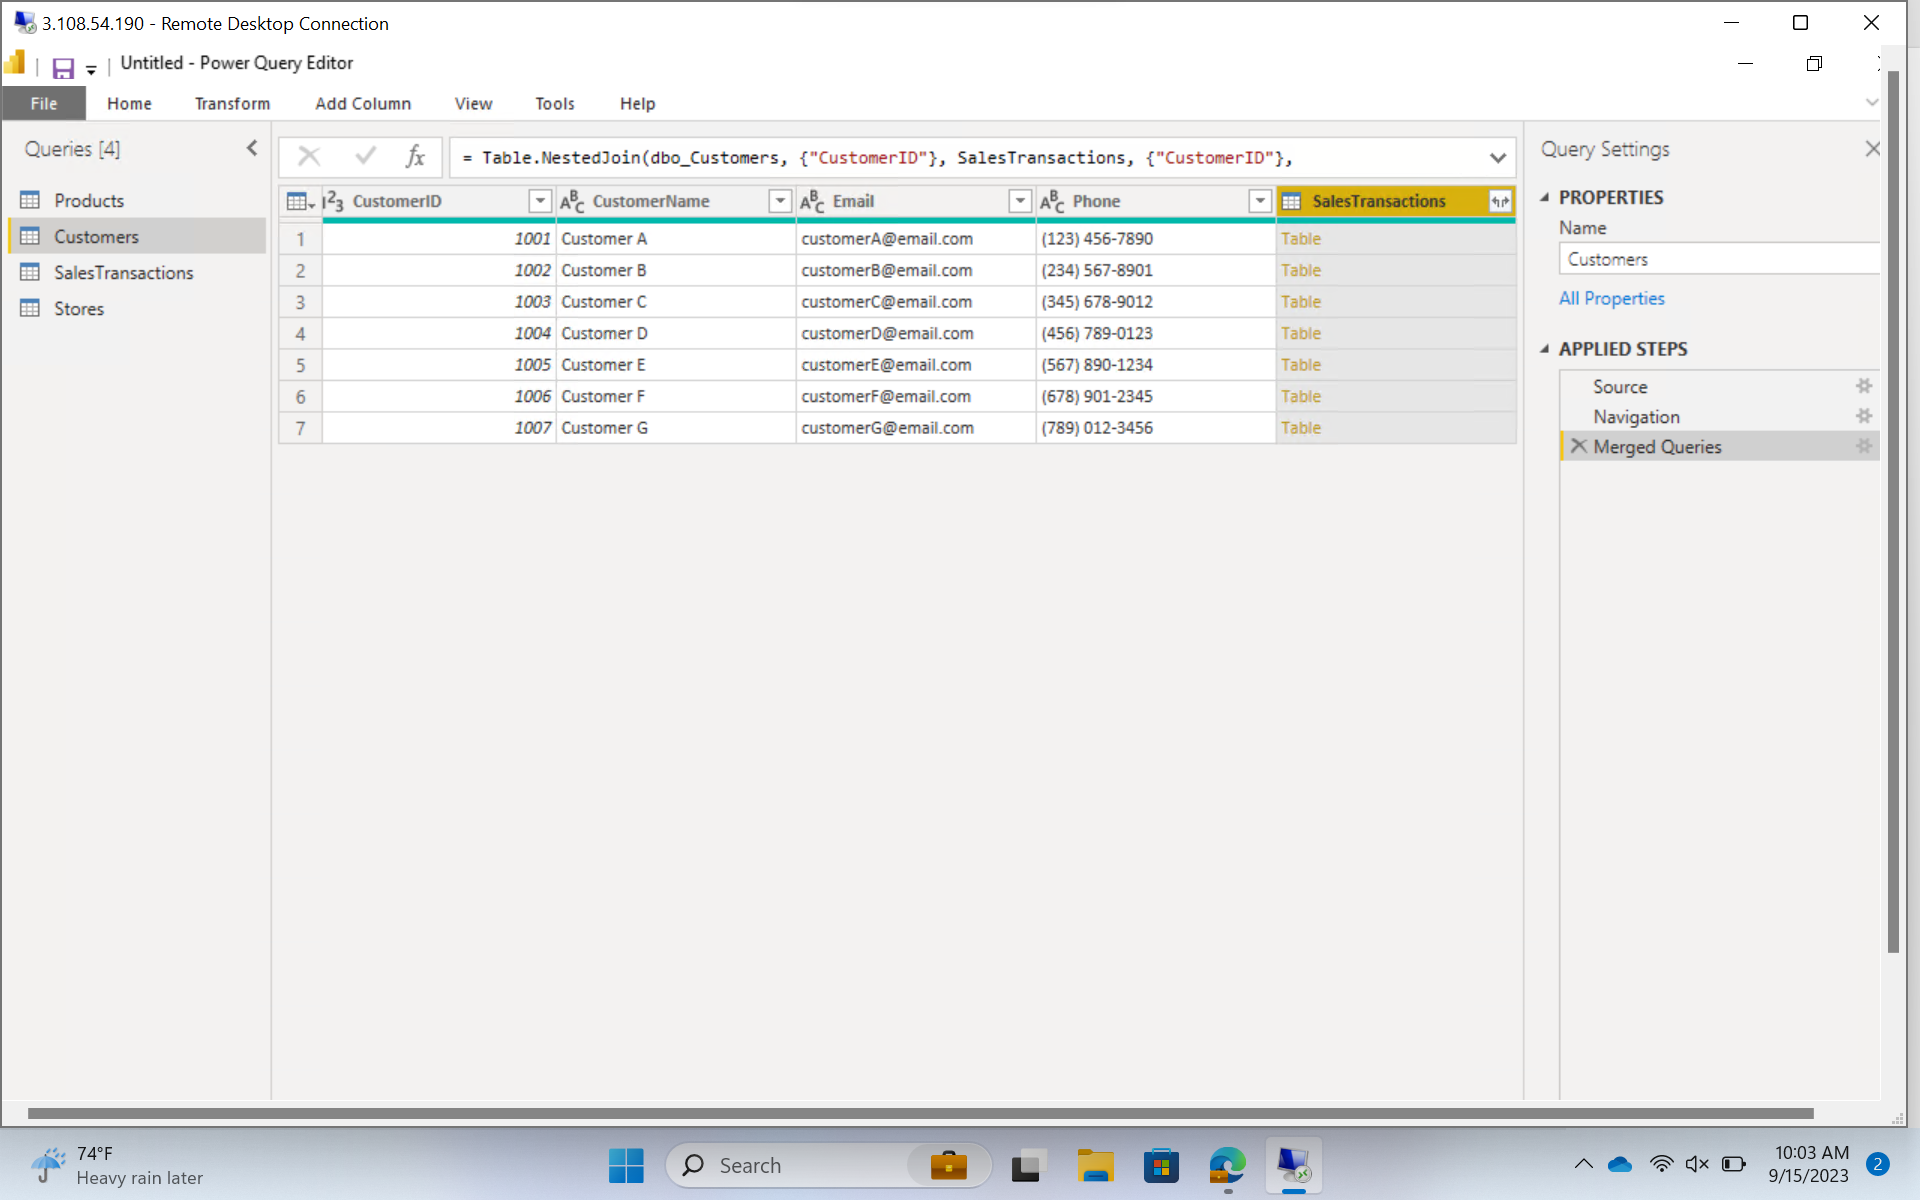 3.108.54.190 - Remote Desktop Connection
Untitled - Power Query Editor
File Home Transform Add Column View Tools Help
Queries [4]
Products
Customers
SalesTransactions
Stores
fx = Table.NestedJoin(dbo_Customers, {"CustomerID"}, SalesTransactions, {"CustomerID"},
23 CustomerID ABC CustomerName ABC Email ABC Phone SalesTransactions
1 1001 Customer A customerA@email.com (123) 456-7890 Table
2 1002 Customer B customerB@email.com (234) 567-8901 Table
3 1003 Customer C customerC@email.com (345) 678-9012 Table
4 1004 Customer D customerD@email.com (456) 789-0123 Table
5 1005 Customer E customerE@email.com (567) 890-1234 Table
6 1006 Customer F customerF@email.com (678) 901-2345 Table
7 1007 Customer G customerG@email.com (789) 012-3456 Table
Query Settings
PROPERTIES
Name
Customers
All Properties
APPLIED STEPS
Source
Navigation
Merged Queries
74°F
Heavy rain later
Search
10:03 AM
9/15/2023
2